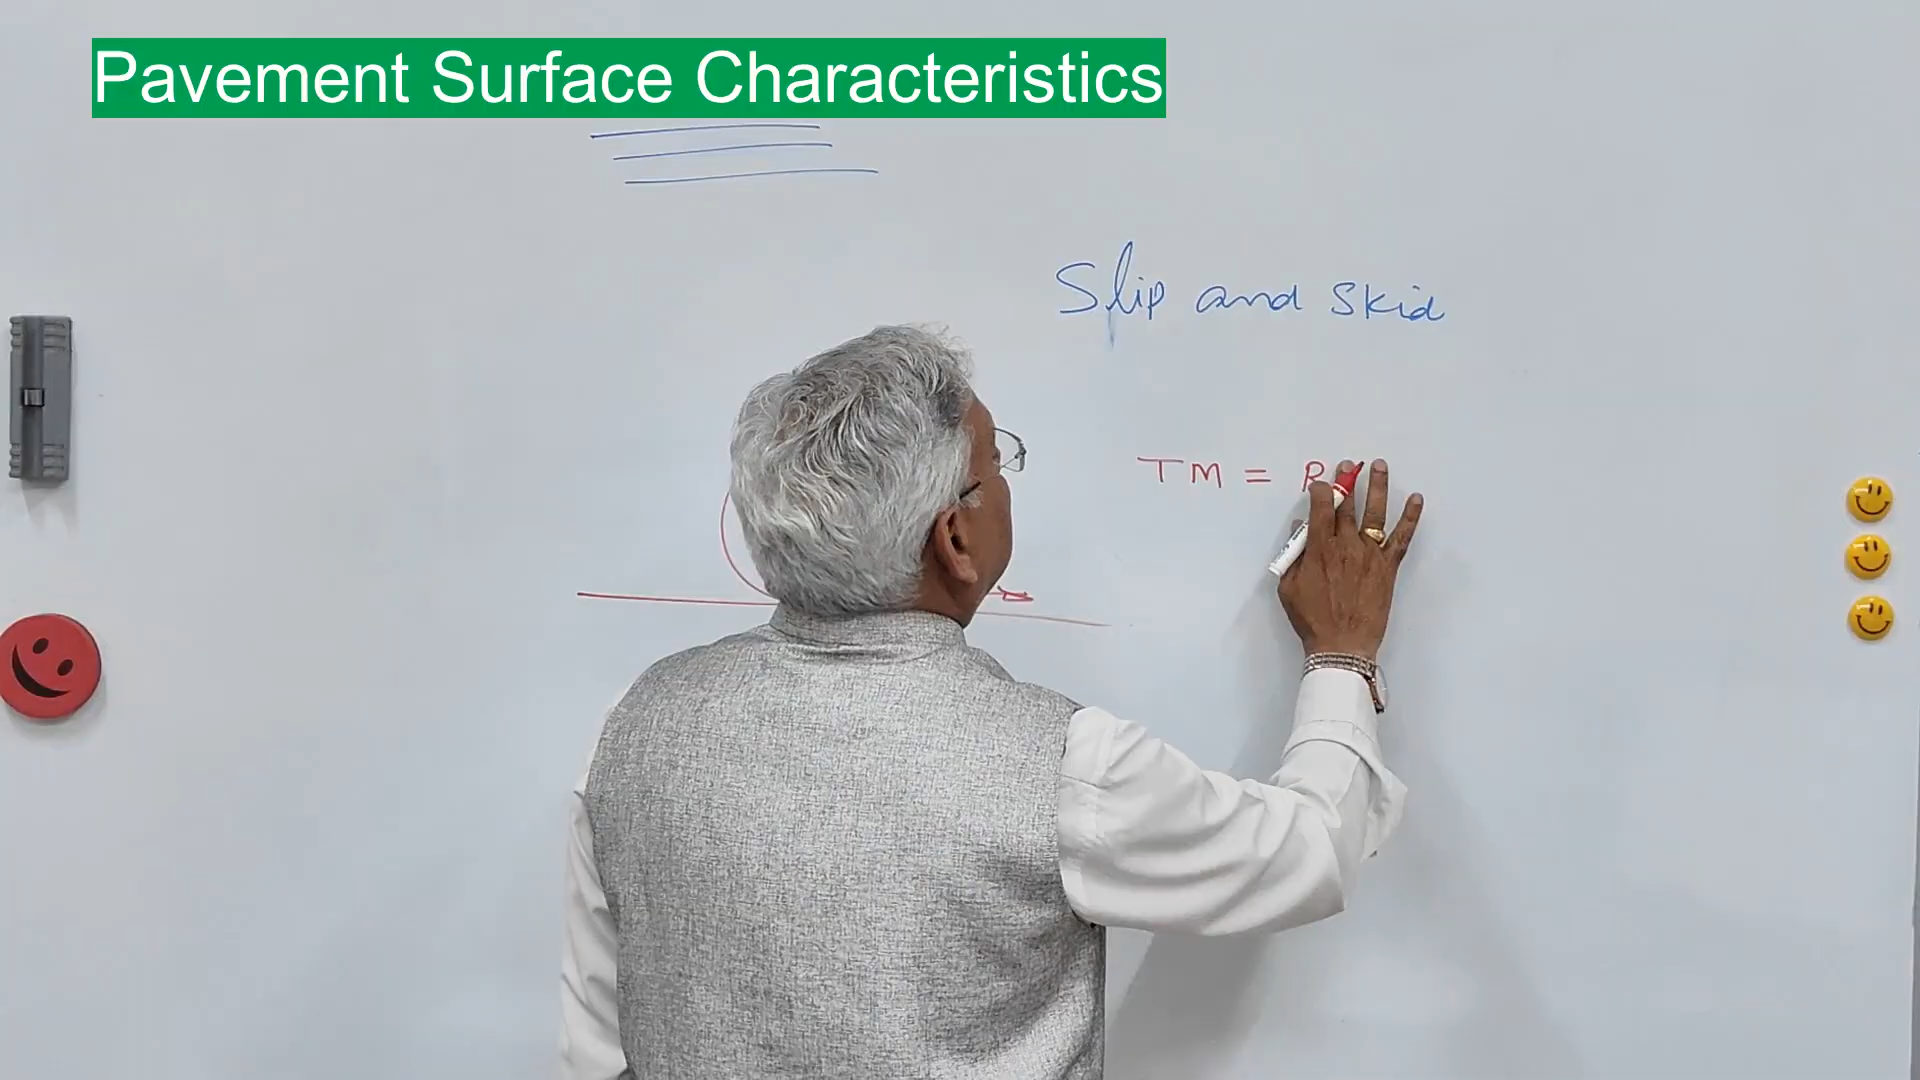 Pavement Surface Characteristics
Slip and skid
TM = R